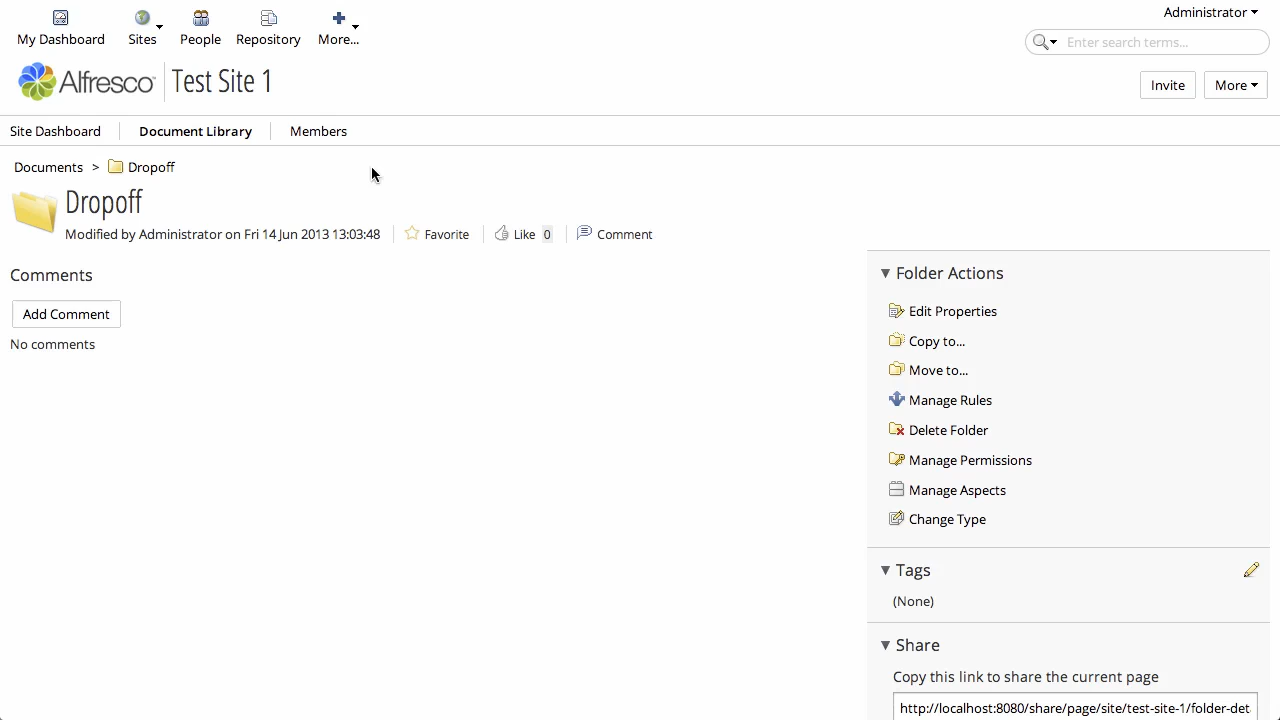 Administrator
My Dashboard Sites People Repository More...
Enter search terms...
Alfresco Test Site 1
Invite More
Site Dashboard Document Library Members
Documents > Dropoff
Dropoff
Modified by Administrator on Fri 14 Jun 2013 13:03:48 Favorite Like 0 Comment
Comments
Add Comment
No comments
Folder Actions
Edit Properties
Copy to...
Move to...
Manage Rules
Delete Folder
Manage Permissions
Manage Aspects
Change Type
Tags
(None)
Share
Copy this link to share the current page
http://localhost:8080/share/page/site/test-site-1/folder-det